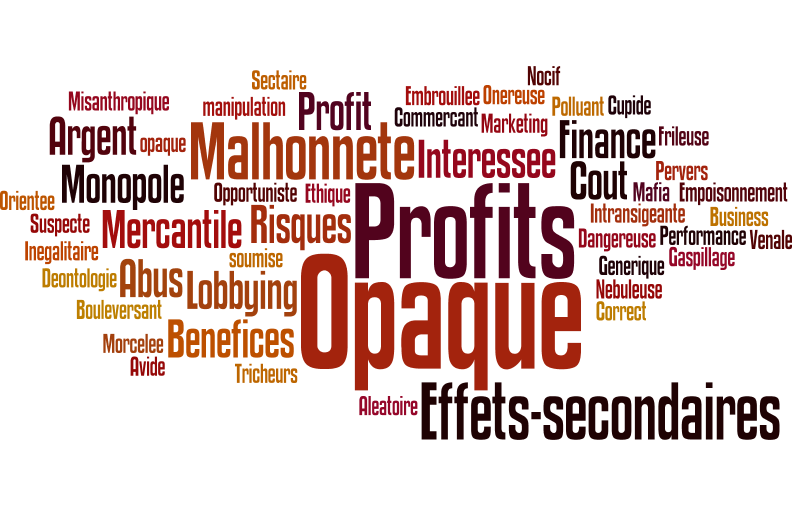 Nocif
Sectaire
Misanthropique
manipulation
Profit
Embrouillee
Onereuse
Polluant
Cupide
Commercant
Marketing
Argent
opaque
Malhonnete
Interessee
Finance
Frileuse
Monopole
Opportuniste
Ethique
Cout
Pervers
Mafia
Empoisonnement
Orientee
Suspecte
Mercantile
Risques
Profits
Intransigeante
Business
Dangereuse
Performance
Venale
Inegalitaire
soumise
Generique
Gaspillage
Deontologie
Abus
Lobbying
Opaque
Nebuleuse
Bouleversant
Correct
Morcelee
Benefices
Avide
Tricheurs
Aleatoire
Effets-secondaires